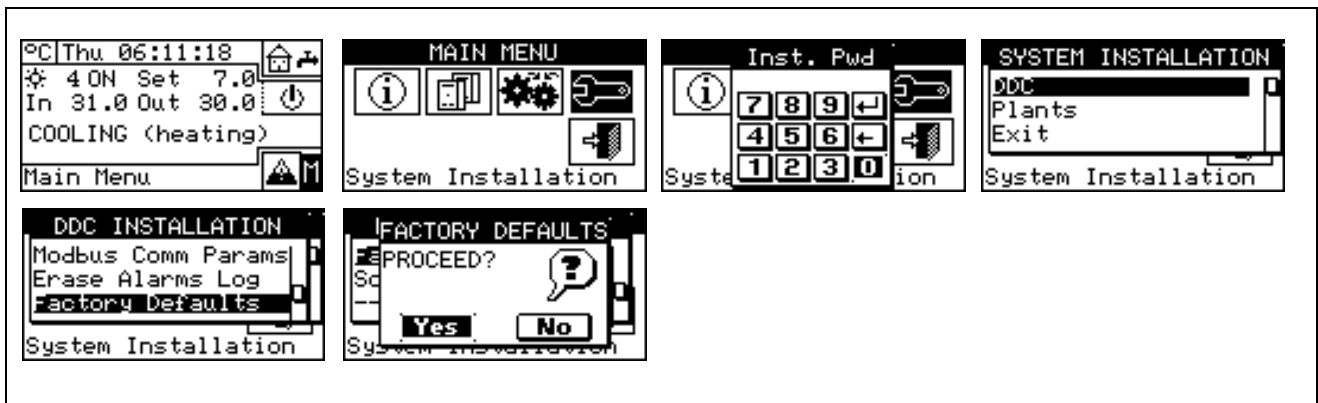 °C Thu 06:11:18
4 ON Set 7.0
In 31.0 Out 30.0
COOLING (heating)
Main Menu
M
MAIN MENU
i
System Installation
Inst. Pwd
i
7 8 9 ↵
4 5 6 ←
1 2 3 0
Syste ion
SYSTEM INSTALLATION
DDC
Plants
Exit
System Installation
DDC INSTALLATION
Modbus Comm Params
Erase Alarms Log
Factory Defaults
System Installation
FACTORY DEFAULTS
PROCEED?
?
Yes No